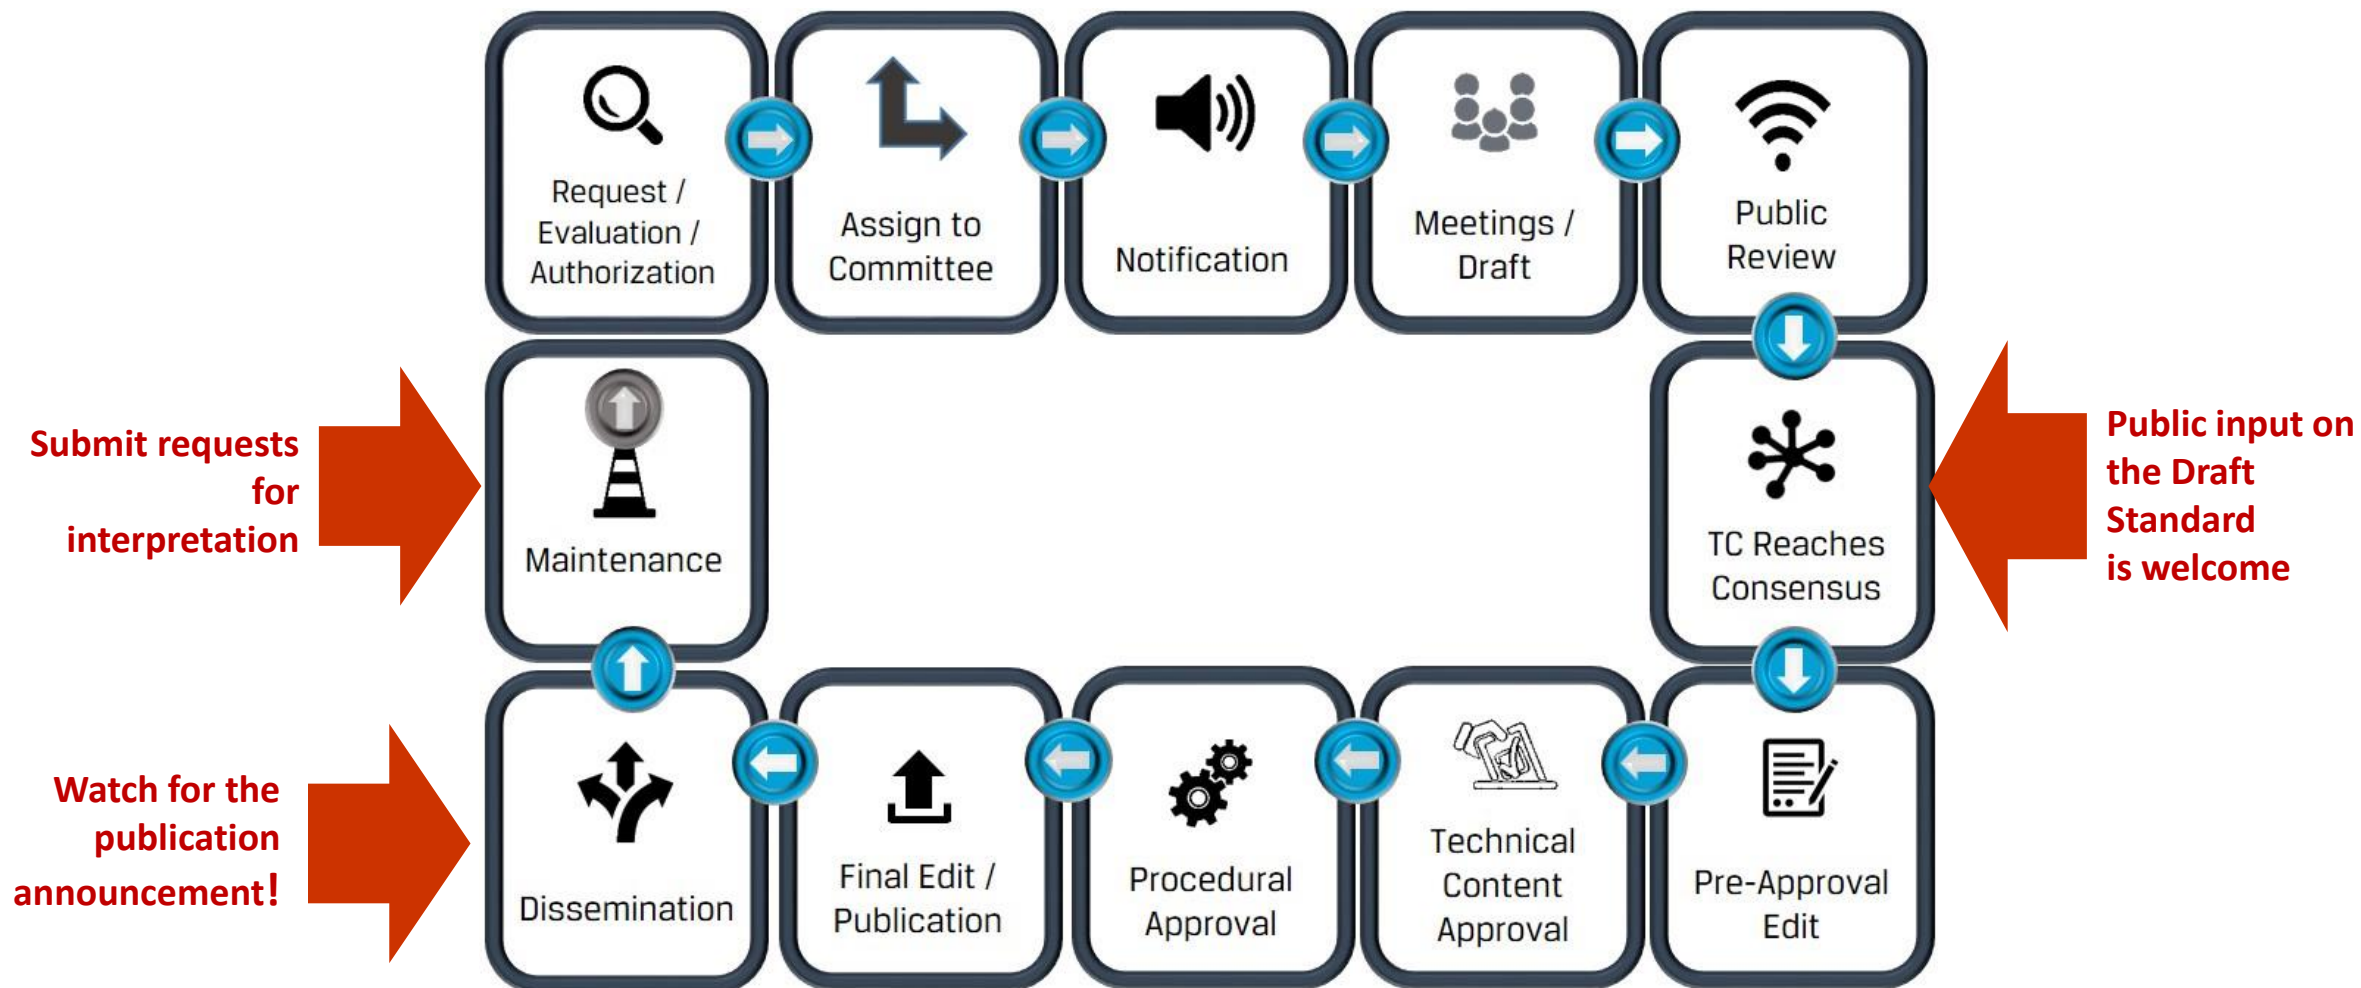 Request /
Evaluation /
Authorization
Assign to
Committee
Notification
Meetings /
Draft
Public
Review
Submit requests
for
interpretation
Maintenance
TC Reaches
Consensus
Public input on
the Draft
Standard
is welcome
Watch for the
publication
announcement!
Dissemination
Final Edit /
Publication
Procedural
Approval
Technical
Content
Approval
Pre-Approval
Edit